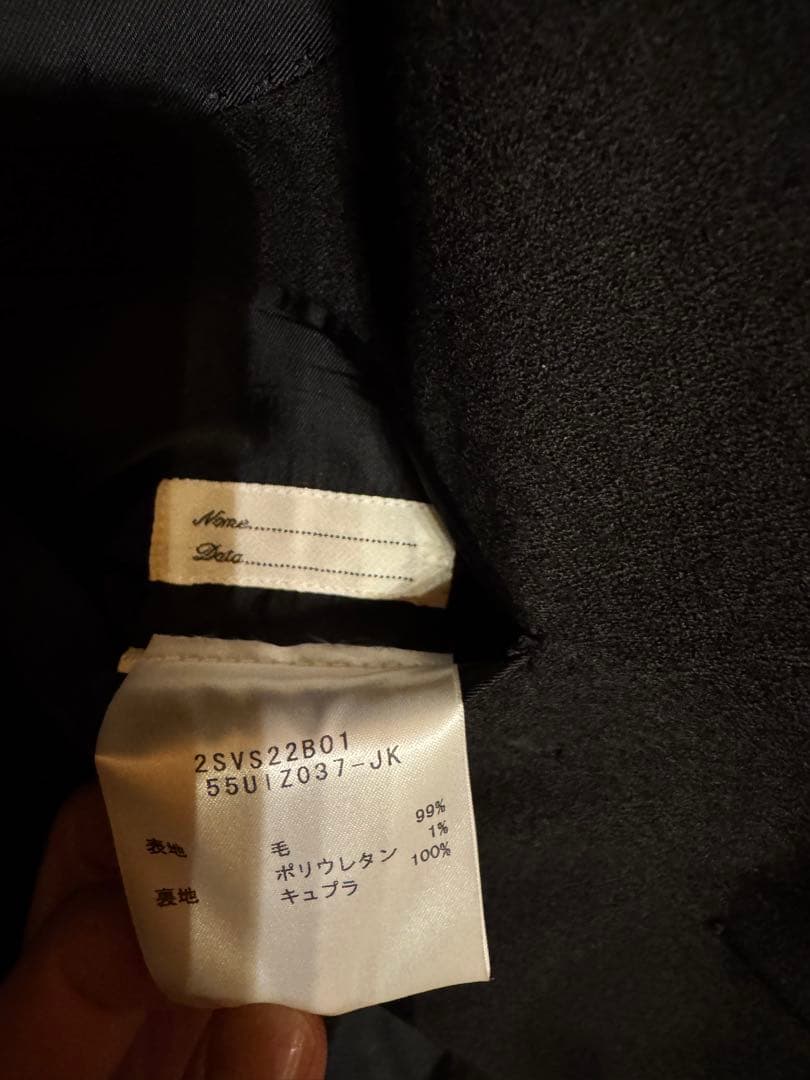 Nome
Data
2SVS22B01
55UIZ037-JK
表地 毛 99%
ポリウレタン 1%
裏地 キュプラ 100%